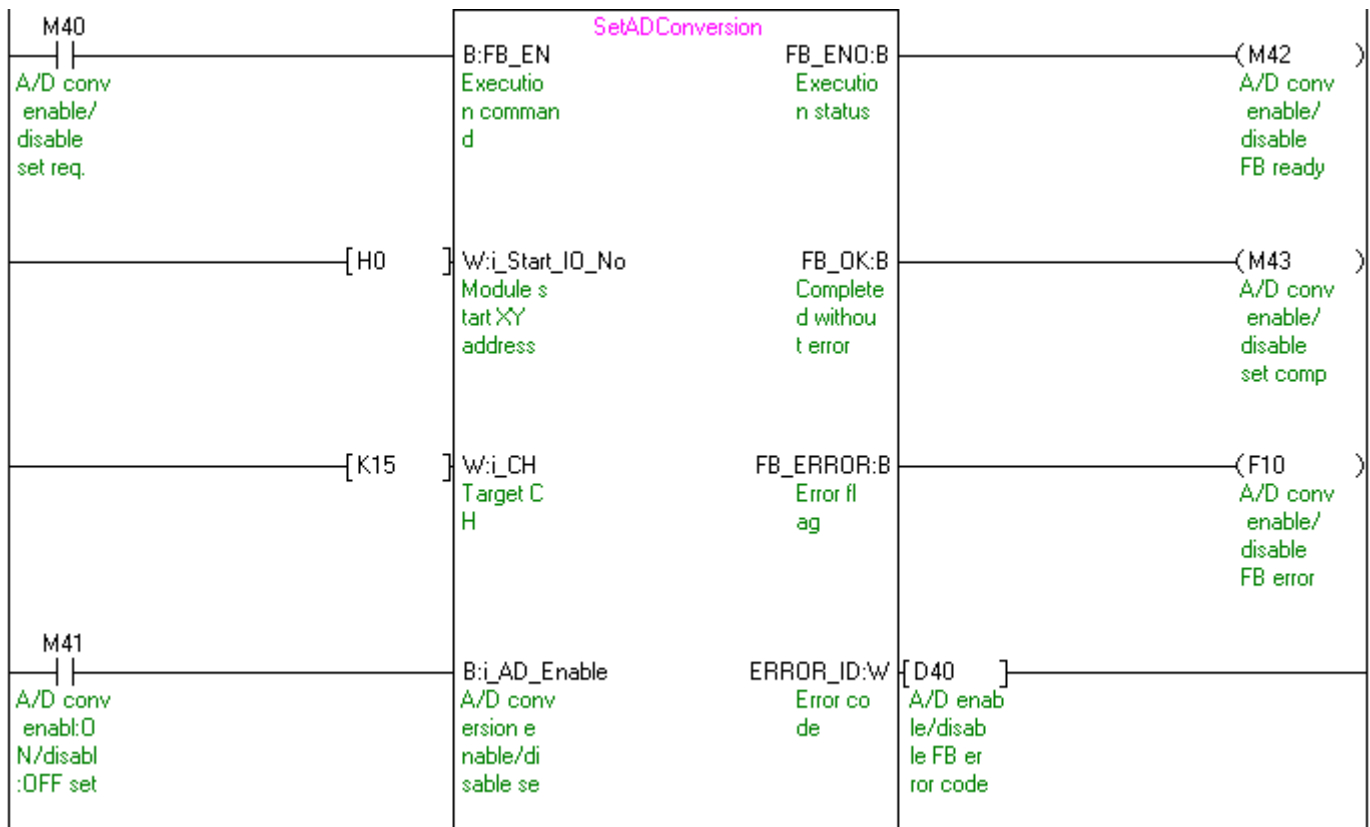 M40
SetADConversion
B:FB_EN
FB_ENO:B
(M42 )
A/D conv
enable/
disable
set req.
Executio
n comman
d
Executio
n status
A/D conv
enable/
disable
FB ready
[H0 ]
W:i_Start_IO_No
FB_OK:B
(M43 )
Module s
tart XY
address
Complete
d withou
t error
A/D conv
enable/
disable
set comp
[K15 ]
W:i_CH
FB_ERROR:B
(F10 )
Target C
H
Error fl
ag
A/D conv
enable/
disable
FB error
M41
B:i_AD_Enable
ERROR_ID:W
[D40 ]
A/D conv
enabl:O
N/disabl
:OFF set
A/D conv
ersion e
nable/di
sable se
Error co
de
A/D enab
le/disab
le FB er
ror code